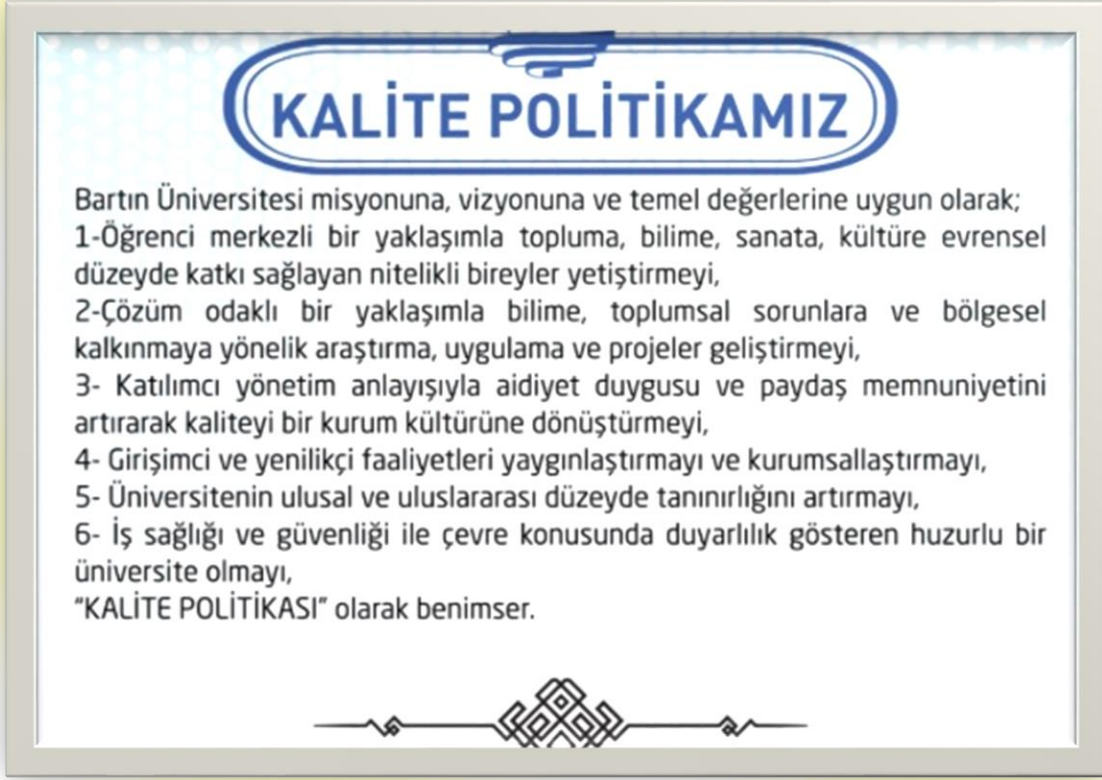 KALİTE POLİTİKAMIZ
Bartın Üniversitesi misyonuna, vizyonuna ve temel değerlerine uygun olarak;
1-Öğrenci merkezli bir yaklaşımla topluma, bilime, sanata, kültüre evrensel
düzeyde katkı sağlayan nitelikli bireyler yetiştirmeyi,
2-Çözüm odaklı bir yaklaşımla bilime, toplumsal sorunlara ve bölgesel
kalkınmaya yönelik araştırma, uygulama ve projeler geliştirmeyi,
3- Katılımcı yönetim anlayışıyla aidiyet duygusu ve paydaş memnuniyetini
artırarak kaliteyi bir kurum kültürüne dönüştürmeyi,
4- Girişimci ve yenilikçi faaliyetleri yaygınlaştırmayı ve kurumsallaştırmayı,
5- Üniversitenin ulusal ve uluslararası düzeyde tanınırlığını artırmayı,
6- İş sağlığı ve güvenliği ile çevre konusunda duyarlılık gösteren huzurlu bir
üniversite olmayı,
"KALİTE POLİTİKASI" olarak benimser.